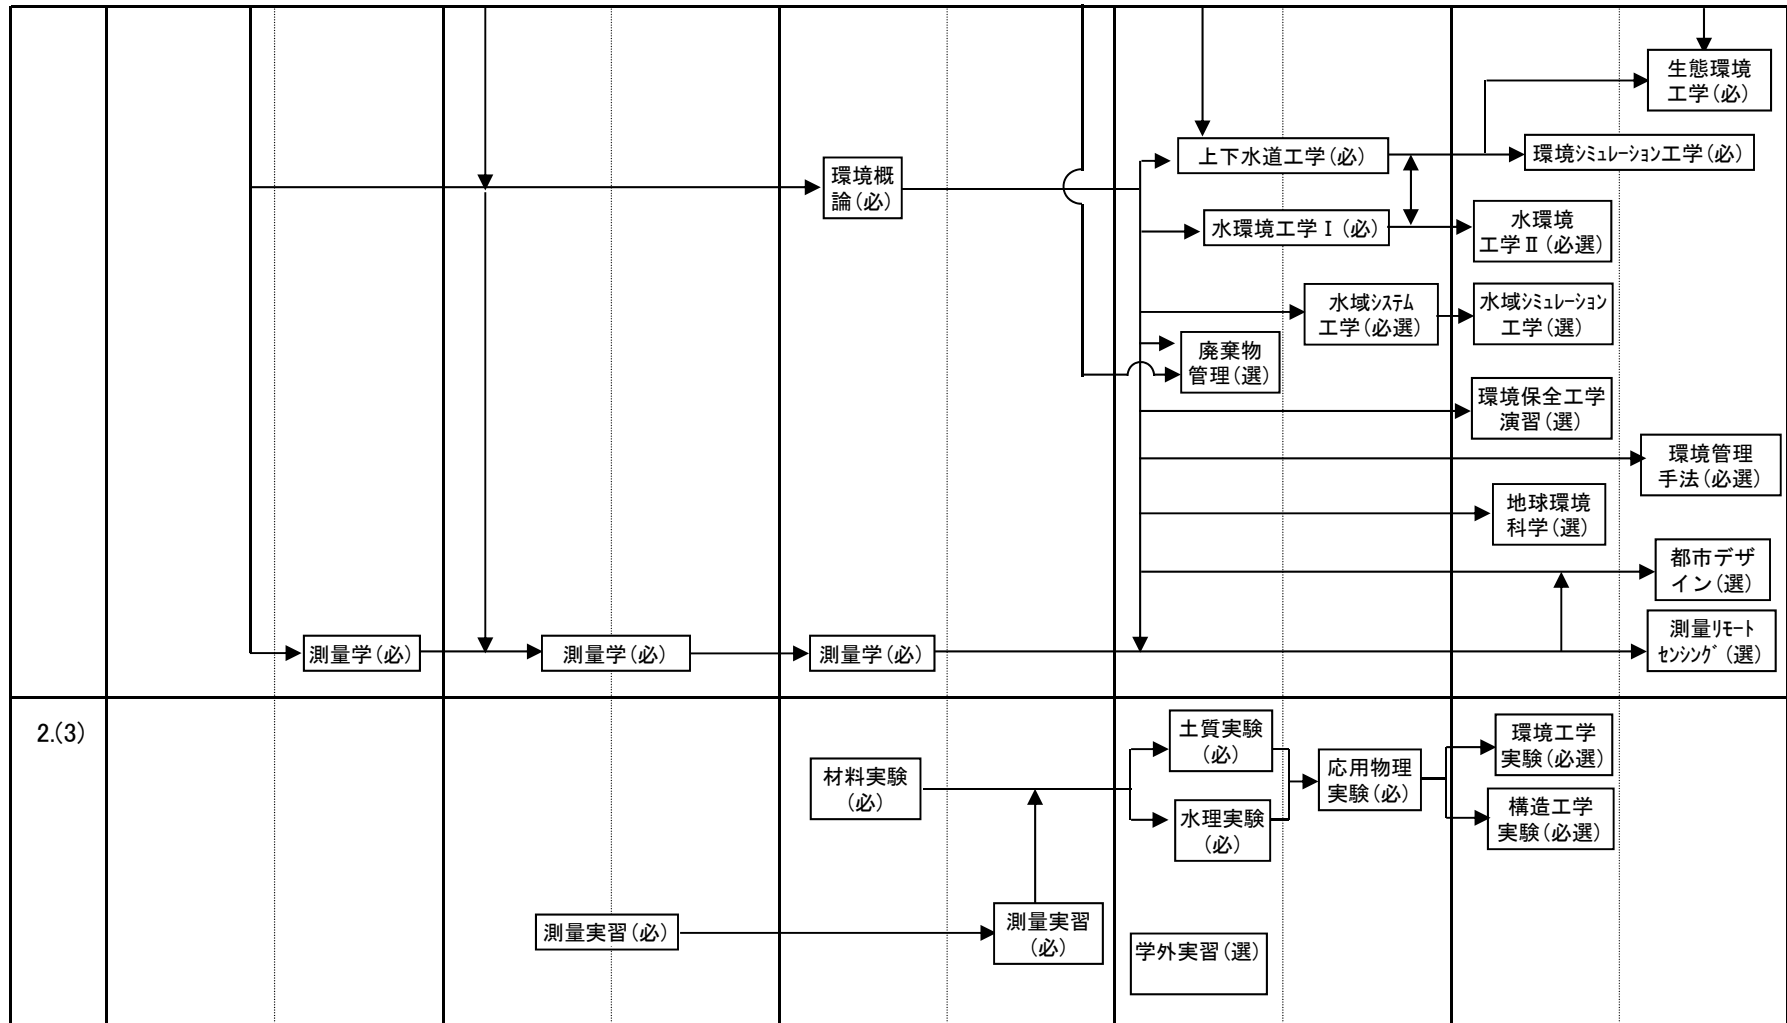 生態環境
工学(必)
上下水道工学(必)
環境ｼﾐｭﾚｰｼｮﾝ工学(必)
環境概
論(必)
水環境工学Ⅰ(必)
水環境
工学Ⅱ(必選)
水域ｼｽﾃﾑ
工学(必選)
水域ｼﾐｭﾚｰｼｮﾝ
工学(選)
廃棄物
管理(選)
環境保全工学
演習(選)
環境管理
手法(必選)
地球環境
科学(選)
都市デザ
イン(選)
測量学(必)
測量学(必)
測量学(必)
測量ﾘﾓｰﾄ
ｾﾝｼﾝｸﾞ(選)
2.(3)
土質実験
(必)
環境工学
実験(必選)
材料実験
(必)
応用物理
実験(必)
水理実験
(必)
構造工学
実験(必選)
測量実習(必)
測量実習
(必)
学外実習(選)